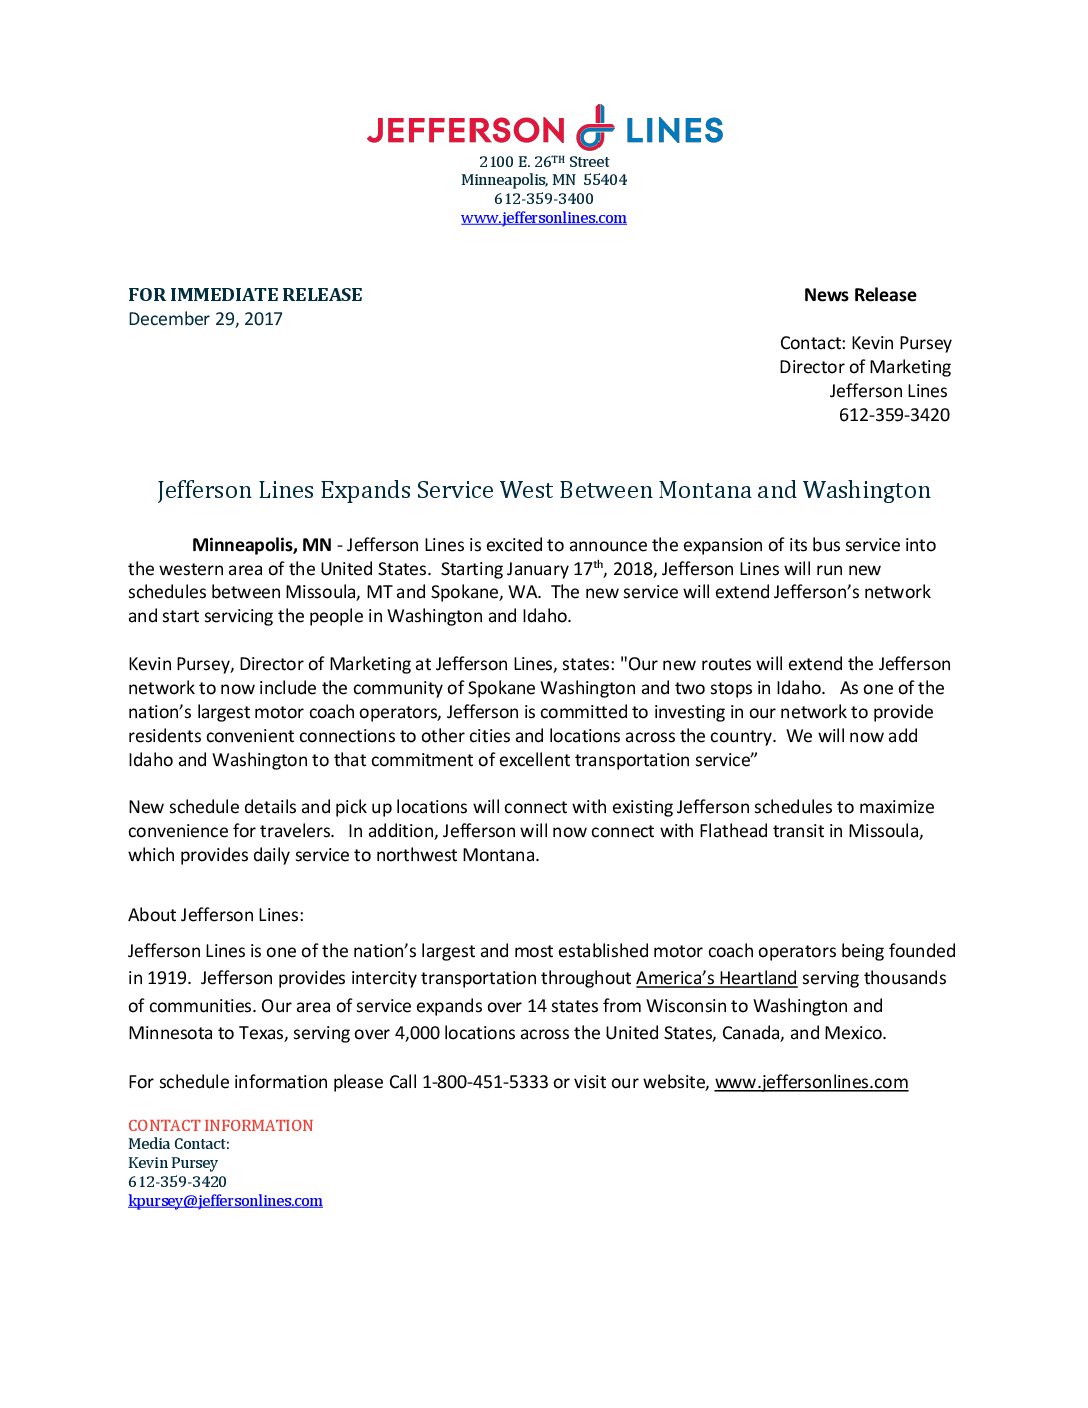 JEFFERSON LINES
2100 E. 26TH Street
Minneapolis, MN  55404
612-359-3400
www.jeffersonlines.com
FOR IMMEDIATE RELEASE
News Release
December 29, 2017
Contact: Kevin Pursey
Director of Marketing
Jefferson Lines
612-359-3420
Jefferson Lines Expands Service West Between Montana and Washington
Minneapolis, MN - Jefferson Lines is excited to announce the expansion of its bus service into
the western area of the United States.  Starting January 17th, 2018, Jefferson Lines will run new
schedules between Missoula, MT and Spokane, WA.  The new service will extend Jefferson’s network
and start servicing the people in Washington and Idaho.
Kevin Pursey, Director of Marketing at Jefferson Lines, states: "Our new routes will extend the Jefferson
network to now include the community of Spokane Washington and two stops in Idaho.   As one of the
nation’s largest motor coach operators, Jefferson is committed to investing in our network to provide
residents convenient connections to other cities and locations across the country.  We will now add
Idaho and Washington to that commitment of excellent transportation service”
New schedule details and pick up locations will connect with existing Jefferson schedules to maximize
convenience for travelers.   In addition, Jefferson will now connect with Flathead transit in Missoula,
which provides daily service to northwest Montana.
About Jefferson Lines:
Jefferson Lines is one of the nation’s largest and most established motor coach operators being founded
in 1919.  Jefferson provides intercity transportation throughout America’s Heartland serving thousands
of communities. Our area of service expands over 14 states from Wisconsin to Washington and
Minnesota to Texas, serving over 4,000 locations across the United States, Canada, and Mexico.
For schedule information please Call 1-800-451-5333 or visit our website, www.jeffersonlines.com
CONTACT INFORMATION
Media Contact:
Kevin Pursey
612-359-3420
kpursey@jeffersonlines.com